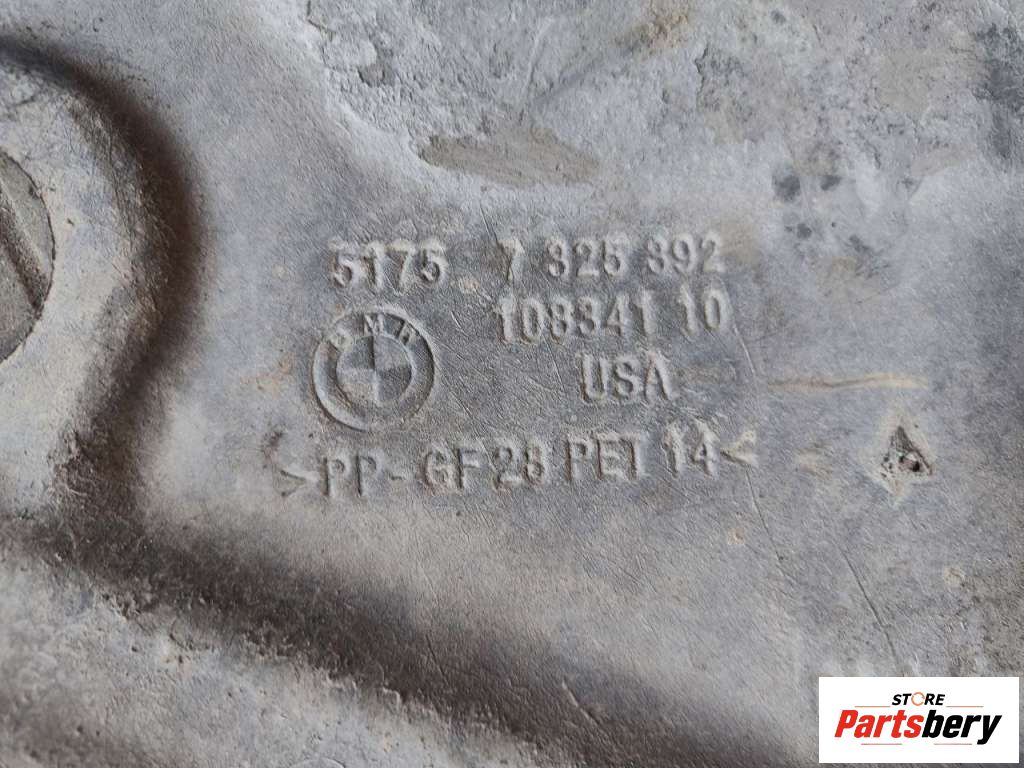 5175 7 325 392
108341 10
BMW
USA
>PP-GF28 PET 14<
STORE
Partsbery